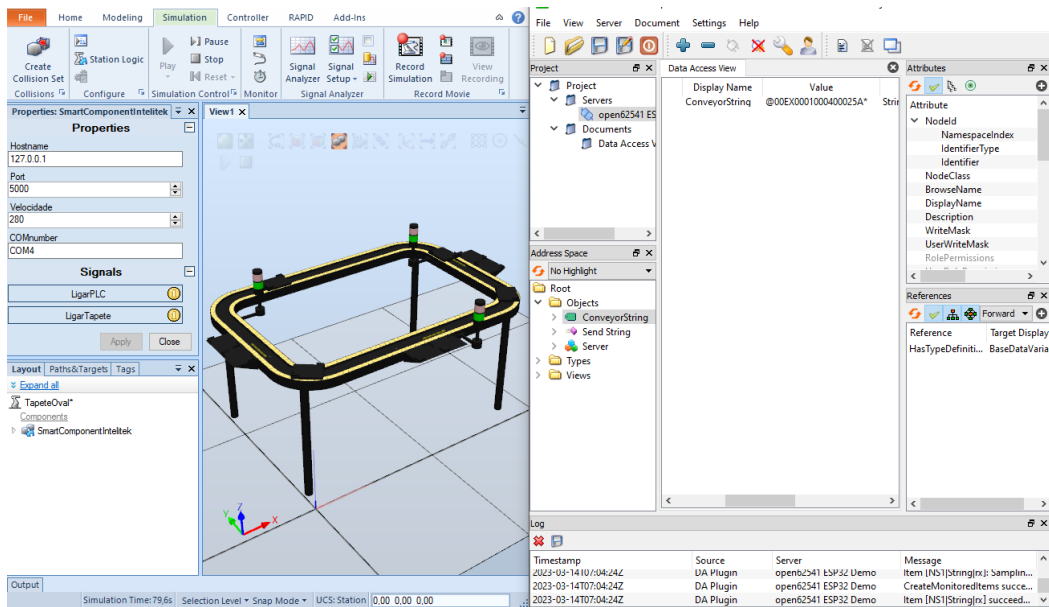 File Home Modeling Simulation Controller RAPID Add-Ins
Create
Collision Set
Collisions
Station Logic
Configure
Play
Pause
Stop
Reset
Simulation Control
Monitor
Signal
Analyzer
Signal
Setup
Signal Analyzer
Record
Simulation
View
Recording
Record Movie
Properties: SmartComponentIntelitek
Properties
Hostname
127.0.0.1
Port
5000
Velocidade
280
COMnumber
COM4
Signals
LigarPLC
LigarTapete
Apply Close
Layout Paths&Targets Tags
Expand all
TapeteOval*
Components
SmartComponentIntelitek
View1
X
Y
Z
Output
Simulation Time: 79,6s Selection Level Snap Mode UCS: Station 0,00 0,00 0,00
File View Server Document Settings Help
Project
Project
Servers
open62541 ES
Documents
Data Access V
Address Space
No Highlight
Root
Objects
ConveyorString
Send String
Server
Types
Views
Data Access View
Display Name Value
ConveyorString @00EX0001000400025A* Strir
Attributes
Attribute
NodeId
NamespaceIndex
IdentifierType
Identifier
NodeClass
BrowseName
DisplayName
Description
WriteMask
UserWriteMask
RolePermissions
References
Forward
Reference Target Display
HasTypeDefiniti... BaseDataVaria
Log
Timestamp Source Server Message
2023-03-14T07:04:24Z DA Plugin open62541 ESP32 Demo Item [NS1|String|rx]: Samplin...
2023-03-14T07:04:24Z DA Plugin open62541 ESP32 Demo CreateMonitoredItems succe...
2023-03-14T07:04:24Z DA Plugin open62541 ESP32 Demo Item [NS1|String|rx] succeed...